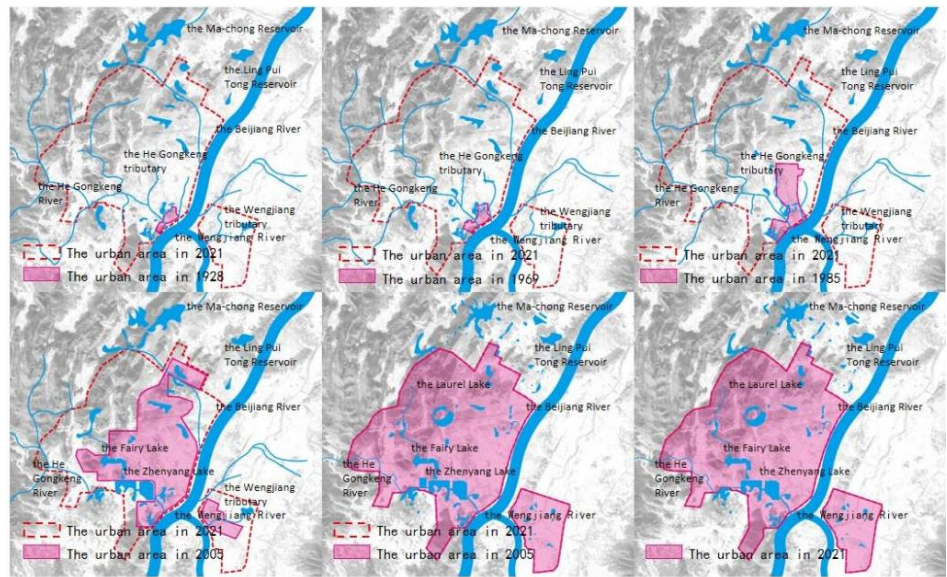 the Ma-chong Reservoir
the Ling Pui
Tong Reservoir
the Beijiang River
the He Gongkeng
tributary
the He Gongkeng
River
the Wengjiang
tributary
the Wengjiang River
The urban area in 2021
The urban area in 1928
the Ma-chong Reservoir
the Ling Pui
Tong Reservoir
the Beijiang River
the He Gongkeng
tributary
the He Gongkeng
River
the Wengjiang
tributary
the Wengjiang River
The urban area in 2021
The urban area in 1969
the Ma-chong Reservoir
the Ling Pui
Tong Reservoir
the Beijiang River
the He Gongkeng
tributary
the He Gongkeng
River
the Wengjiang
tributary
the Wengjiang River
The urban area in 2021
The urban area in 1985
the Ma-chong Reservoir
the Ling Pui
Tong Reservoir
the Beijiang River
the Fairy Lake
the He
Gongkeng
River
the Zhenyang Lake
the Wengjiang
tributary
the Wengjiang River
The urban area in 2021
The urban area in 2005
the Ma-chong Reservoir
the Ling Pui
Tong Reservoir
the Laurel Lake
the Beijiang River
the Fairy Lake
the He
Gongkeng
River
the Zhenyang Lake
the Wengjiang River
The urban area in 2021
The urban area in 2005
the Ma-chong Reservoir
the Ling Pui
Tong Reservoir
the Laurel Lake
the Beijiang River
the Fairy Lake
the He
Gongkeng
River
the Zhenyang Lake
the Wengjiang River
The urban area in 2021